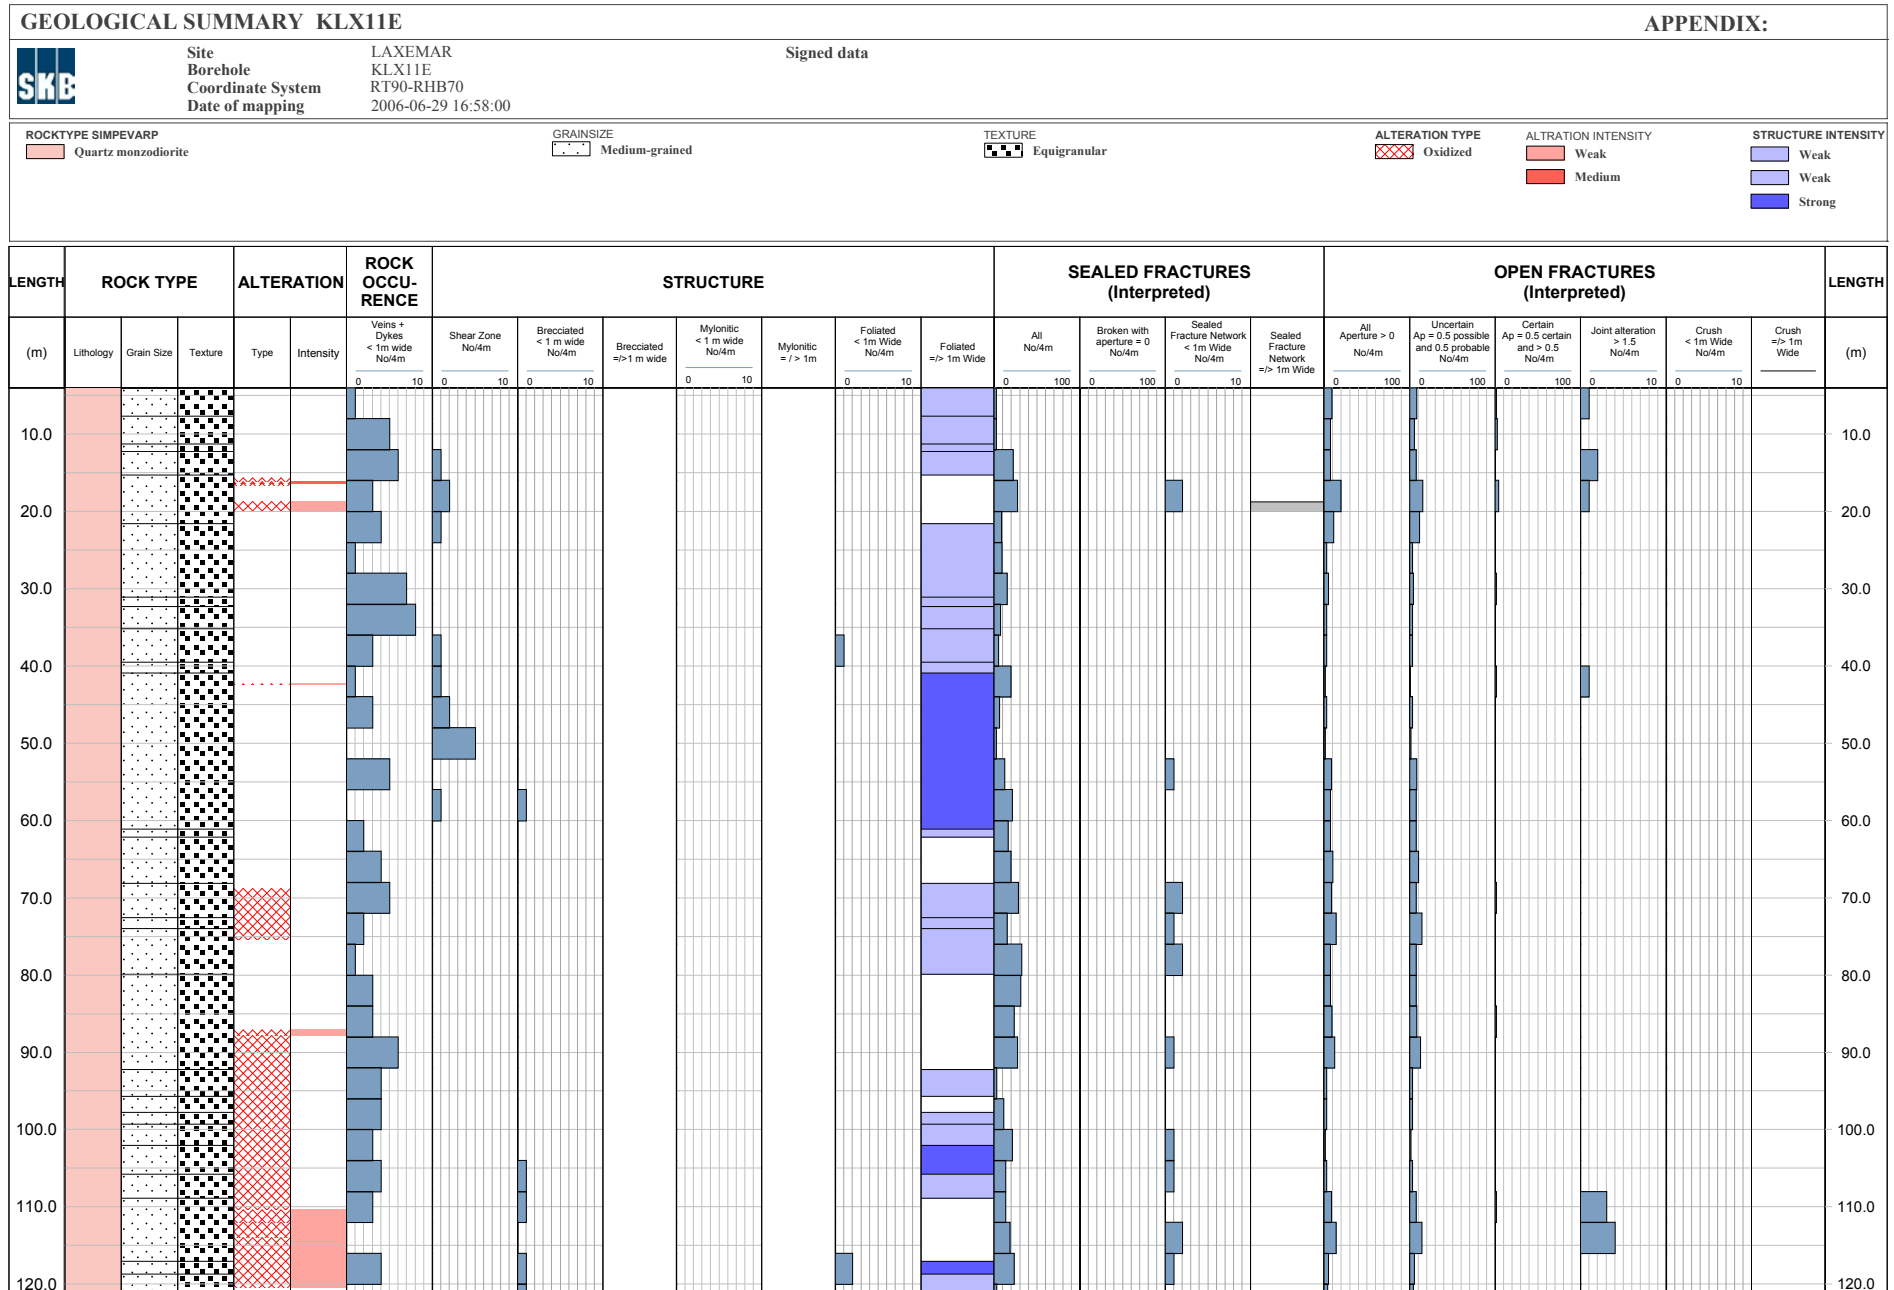 GEOLOGICAL SUMMARY KLX11E
APPENDIX:
SKB
Site LAXEMAR
Borehole KLX11E
Coordinate System RT90-RHB70
Date of mapping 2006-06-29 16:58:00
Signed data
ROCKTYPE SIMPEVARP
Quartz monzodiorite
GRAINSIZE
Medium-grained
TEXTURE
Equigranular
ALTERATION TYPE
Oxidized
ALTRATION INTENSITY
Weak
Medium
STRUCTURE INTENSITY
Weak
Weak
Strong
LENGTH
ROCK TYPE
ALTERATION
ROCK
OCCU-
RENCE
STRUCTURE
SEALED FRACTURES
(Interpreted)
OPEN FRACTURES
(Interpreted)
LENGTH
(m)
Lithology
Grain Size
Texture
Type
Intensity
Veins +
Dykes
< 1m wide
No/4m
0 10
Shear Zone
No/4m
0 10
Brecciated
< 1 m wide
No/4m
0 10
Brecciated
=/>1 m wide
Mylonitic
< 1 m wide
No/4m
0 10
Mylonitic
= / > 1m
Foliated
< 1m Wide
No/4m
0 10
Foliated
=/> 1m Wide
All
No/4m
0 100
Broken with
aperture = 0
No/4m
0 100
Sealed
Fracture Network
< 1m Wide
No/4m
0 10
Sealed
Fracture
Network
=/> 1m Wide
All
Aperture > 0
No/4m
0 100
Uncertain
Ap = 0.5 possible
and 0.5 probable
No/4m
0 100
Certain
Ap = 0.5 certain
and > 0.5
No/4m
0 100
Joint alteration
> 1.5
No/4m
0 10
Crush
< 1m Wide
No/4m
0 10
Crush
=/> 1m
Wide
(m)
10.0 10.0
20.0 20.0
30.0 30.0
40.0 40.0
50.0 50.0
60.0 60.0
70.0 70.0
80.0 80.0
90.0 90.0
100.0 100.0
110.0 110.0
120.0 120.0